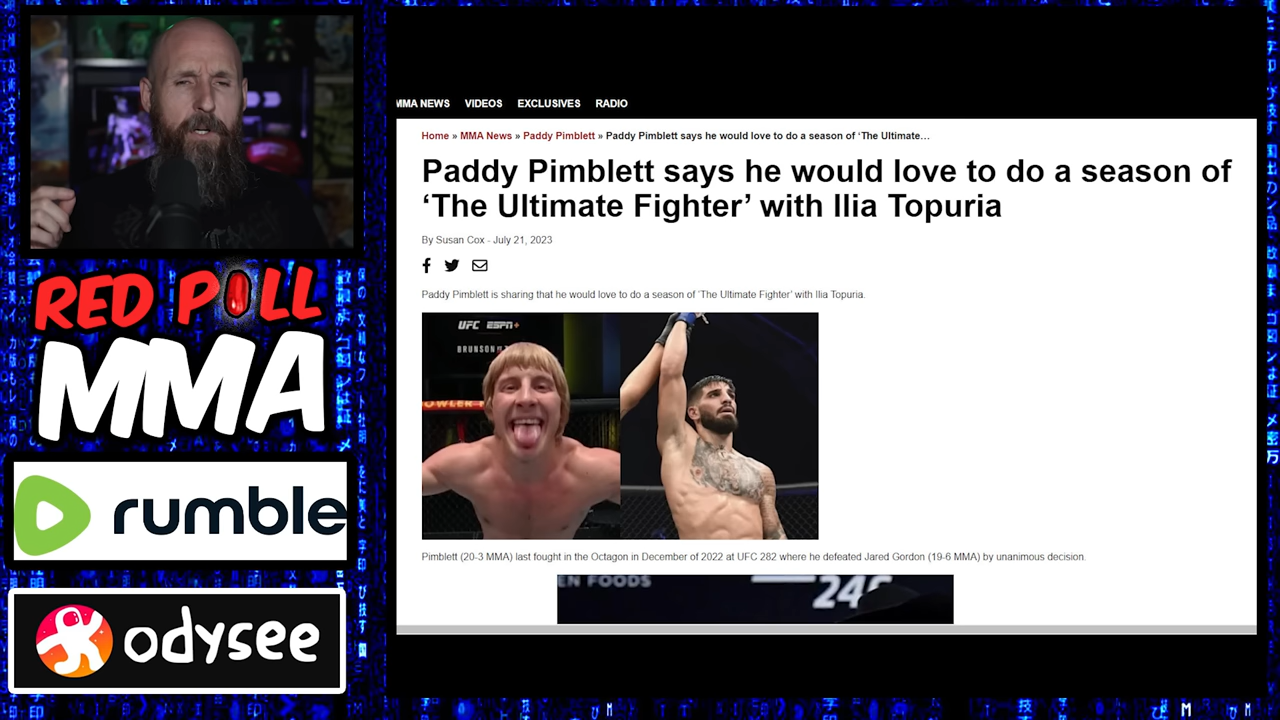 MMA NEWS VIDEOS EXCLUSIVES RADIO
Home » MMA News » Paddy Pimblett » Paddy Pimblett says he would love to do a season of ‘The Ultimate…
Paddy Pimblett says he would love to do a season of
‘The Ultimate Fighter’ with Ilia Topuria
By Susan Cox - July 21, 2023
Paddy Pimblett is sharing that he would love to do a season of ‘The Ultimate Fighter’ with Ilia Topuria.
UFC ESPN+
BRUNSON
OWLER
Pimblett (20-3 MMA) last fought in the Octagon in December of 2022 at UFC 282 where he defeated Jared Gordon (19-6 MMA) by unanimous decision.
EN FOODS
RED PILL
MMA
rumble
odysee